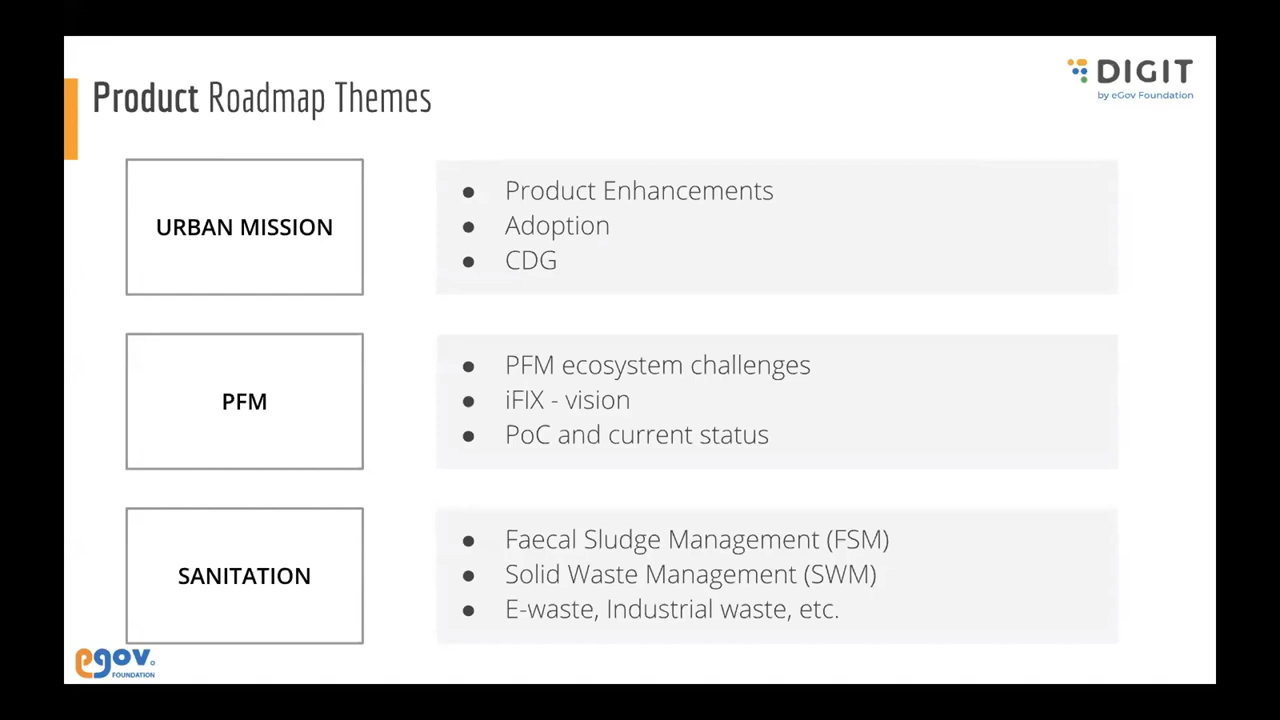 Product Roadmap Themes
DIGIT
by eGov Foundation
URBAN MISSION
● Product Enhancements
● Adoption
● CDG
PFM
● PFM ecosystem challenges
● iFIX - vision
● PoC and current status
SANITATION
● Faecal Sludge Management (FSM)
● Solid Waste Management (SWM)
● E-waste, Industrial waste, etc.
egov
FOUNDATION